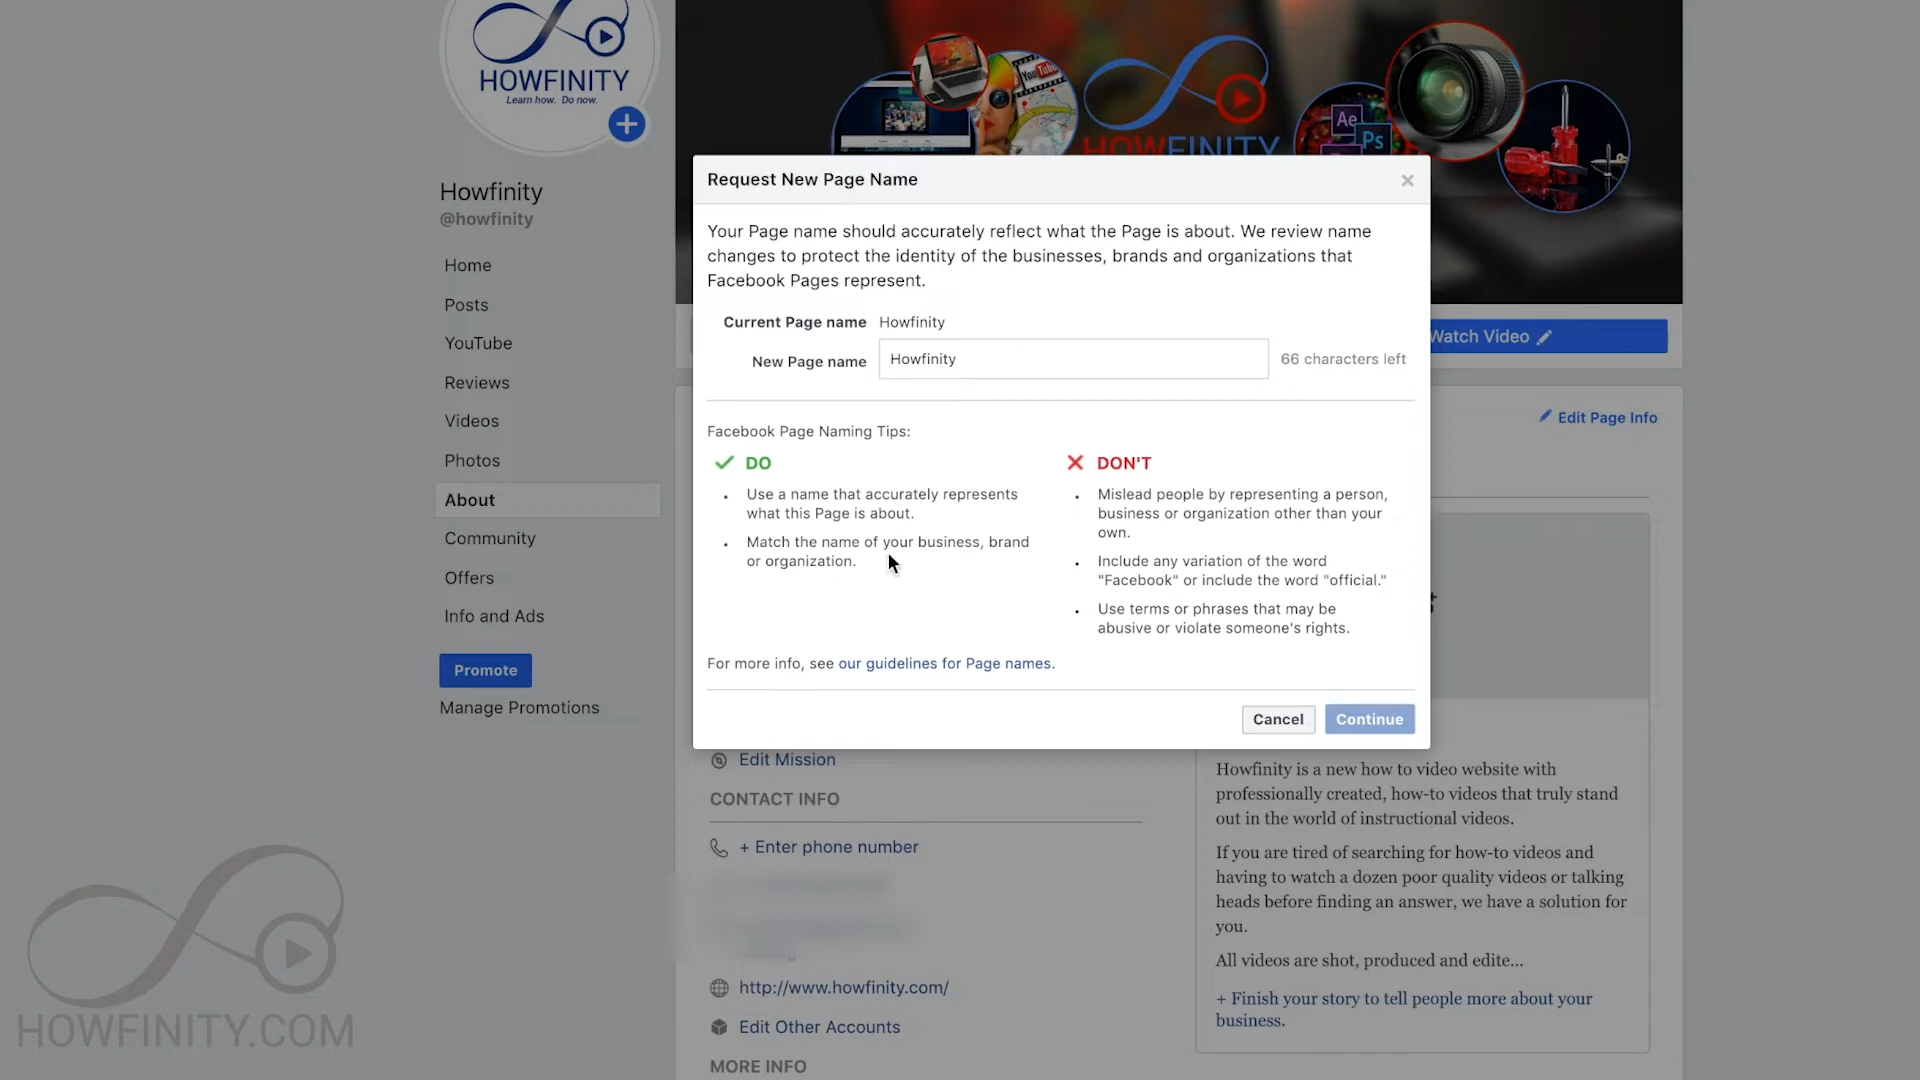 HOWFINITY
Learn how. Do now.
Howfinity
@howfinity
Home
Posts
YouTube
Reviews
Videos
Photos
About
Community
Offers
Info and Ads
Promote
Manage Promotions
HOWFINITY.COM
YouTube
Ae
Ps
HOWFINITY
Request New Page Name
Your Page name should accurately reflect what the Page is about. We review name
changes to protect the identity of the businesses, brands and organizations that
Facebook Pages represent.
Current Page name Howfinity
New Page name Howfinity 66 characters left
Facebook Page Naming Tips:
DO
Use a name that accurately represents
what this Page is about.
Match the name of your business, brand
or organization.
DON'T
Mislead people by representing a person,
business or organization other than your
own.
Include any variation of the word
"Facebook" or include the word "official."
Use terms or phrases that may be
abusive or violate someone's rights.
For more info, see our guidelines for Page names.
Cancel
Continue
Watch Video
Edit Page Info
Edit Mission
CONTACT INFO
+ Enter phone number
http://www.howfinity.com/
Edit Other Accounts
MORE INFO
Howfinity is a new how to video website with
professionally created, how-to videos that truly stand
out in the world of instructional videos.
If you are tired of searching for how-to videos and
having to watch a dozen poor quality videos or talking
heads before finding an answer, we have a solution for
you.
All videos are shot, produced and edite...
+ Finish your story to tell people more about your
business.